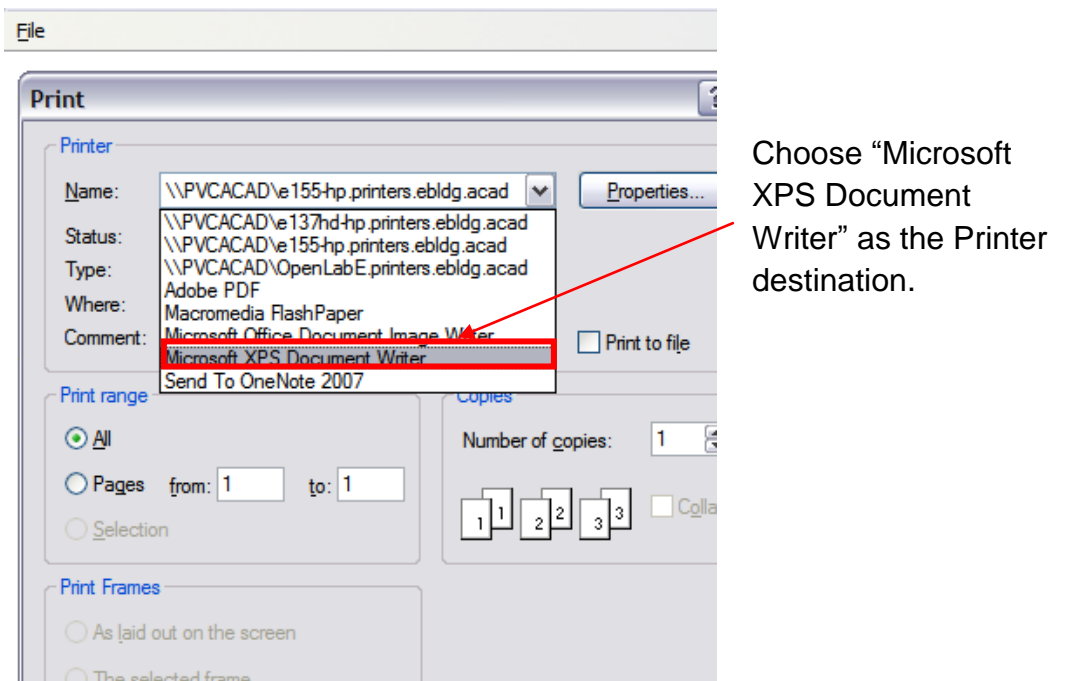 File
Print
Printer
Name:
\\PVCACAD\e155-hp.printers.ebldg.acad
Properties...
\\PVCACAD\e137hd-hp.printers.ebldg.acad
Status:
\\PVCACAD\e155-hp.printers.ebldg.acad
Type:
\\PVCACAD\OpenLabE.printers.ebldg.acad
Adobe PDF
Where:
Macromedia FlashPaper
Comment:
Microsoft Office Document Image Writer
Print to file
Microsoft XPS Document Writer
Send To OneNote 2007
Print range
All
Pages from: 1 to: 1
Selection
Copies
Number of copies: 1
1 1 2 2 3 3
Print Frames
As laid out on the screen
The selected frame
Choose “Microsoft
XPS Document
Writer” as the Printer
destination.